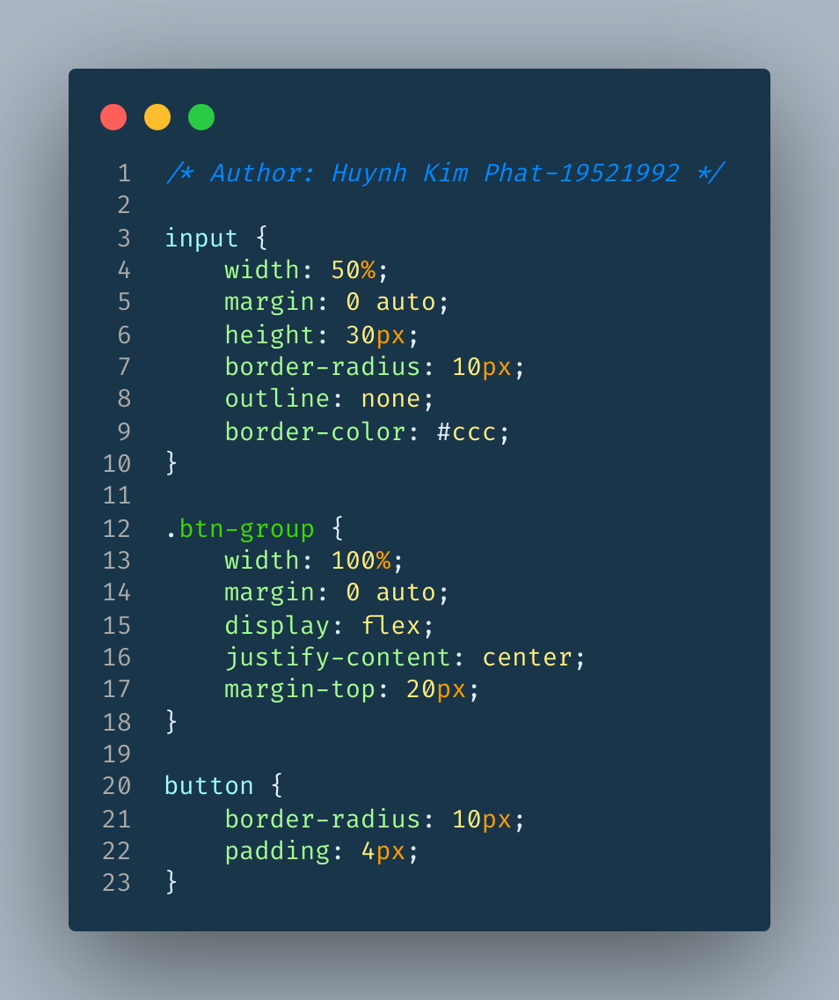 1 /* Author: Huynh Kim Phat-19521992 */
2
3 input {
4     width: 50%;
5     margin: 0 auto;
6     height: 30px;
7     border-radius: 10px;
8     outline: none;
9     border-color: #ccc;
10 }
11
12 .btn-group {
13     width: 100%;
14     margin: 0 auto;
15     display: flex;
16     justify-content: center;
17     margin-top: 20px;
18 }
19
20 button {
21     border-radius: 10px;
22     padding: 4px;
23 }